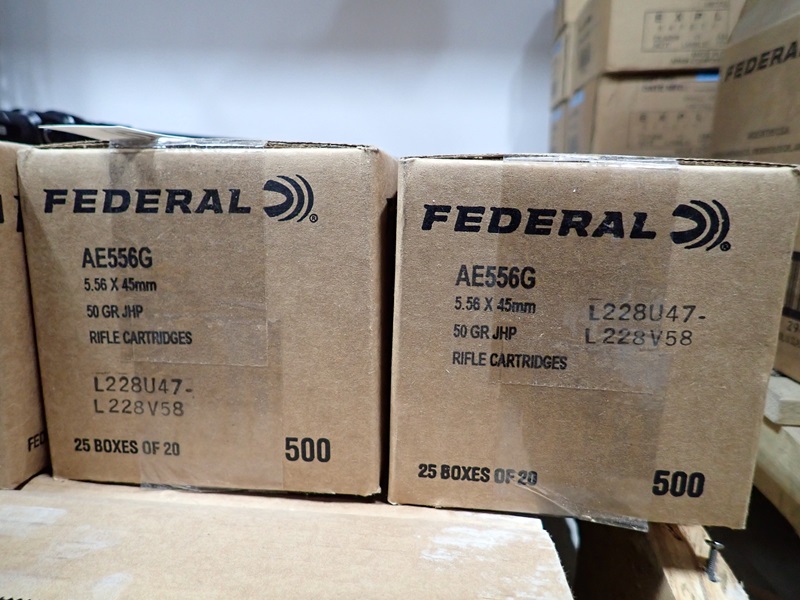 FEDERAL ®
AE556G
5.56 X 45mm
50 GR JHP
RIFLE CARTRIDGES
L228U47-
L228V58
25 BOXES OF 20
500
FEDERAL ®
AE556G
5.56 X 45mm
50 GR JHP
RIFLE CARTRIDGES
L228U47-
L228V58
25 BOXES OF 20
500
FEDERAL